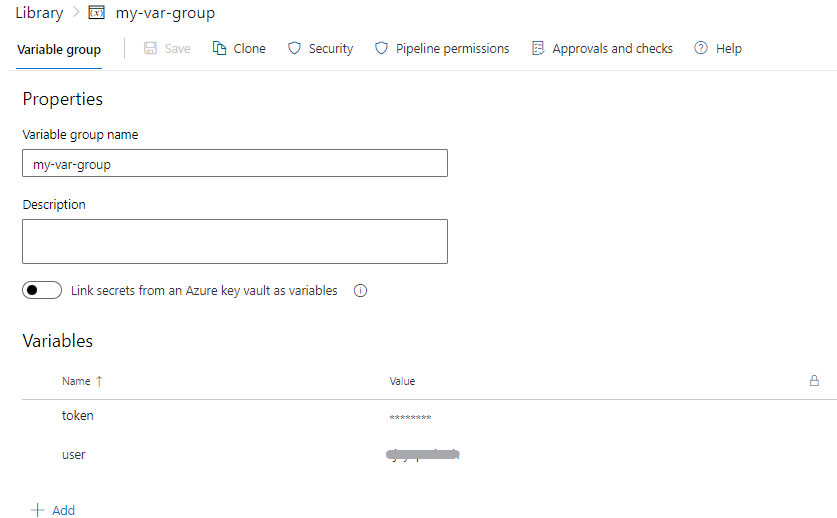 Library > my-var-group
Variable group Save Clone Security Pipeline permissions Approvals and checks ? Help
Properties
Variable group name
my-var-group
Description
Link secrets from an Azure key vault as variables i
Variables
Name ↑ Value
token ********
user
+ Add